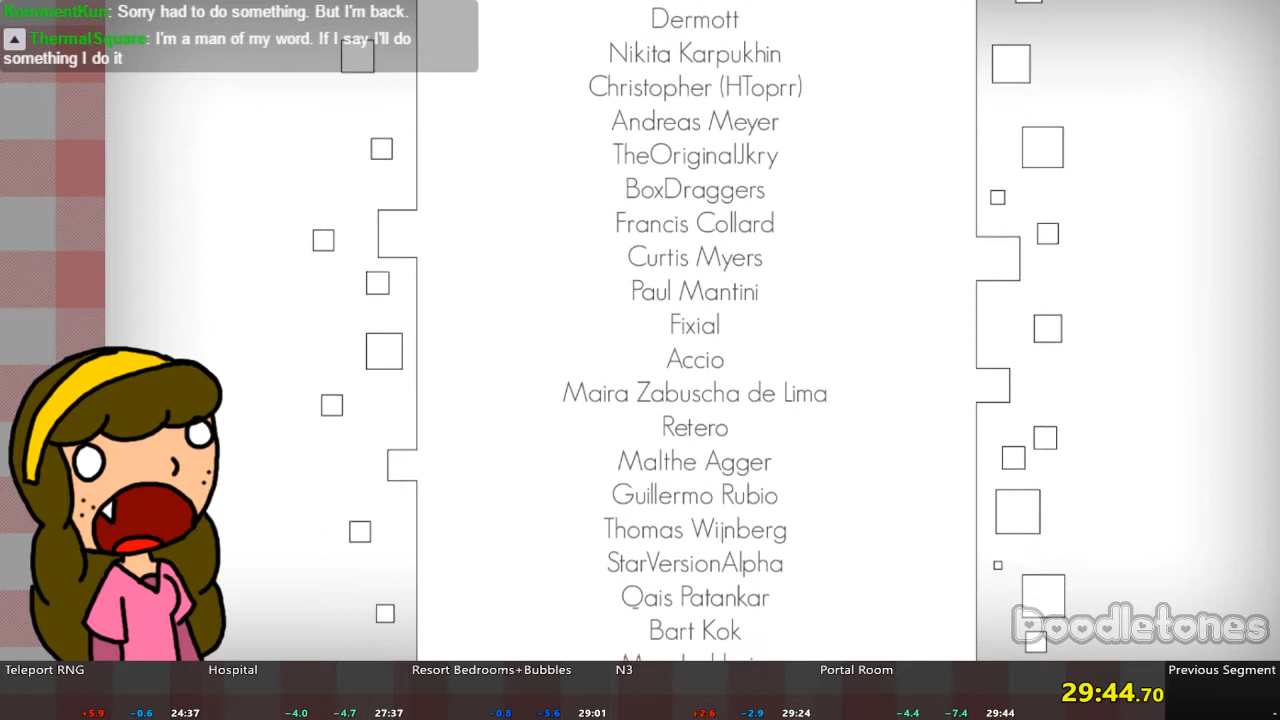 KommentKun: Sorry had to do something. But I'm back.
ThermalSquare: I'm a man of my word. If I say I'll do
something I do it
Dermott
Nikita Karpukhin
Christopher (HToprr)
Andreas Meyer
TheOriginalJkry
BoxDraggers
Francis Collard
Curtis Myers
Paul Mantini
Fixial
Accio
Maira Zabuscha de Lima
Retero
Malthe Agger
Guillermo Rubio
Thomas Wijnberg
StarVersionAlpha
Qais Patankar
Bart Kok
Doodletones
Teleport RNG
Hospital
Resort Bedrooms+Bubbles
N3
Portal Room
Previous Segment
29:44.70
+5.9 −0.6 24:37
−4.0 −4.7 27:37
−0.8 −5.6 29:01
+2.6 −2.9 29:24
−4.4 −7.4 29:44
-